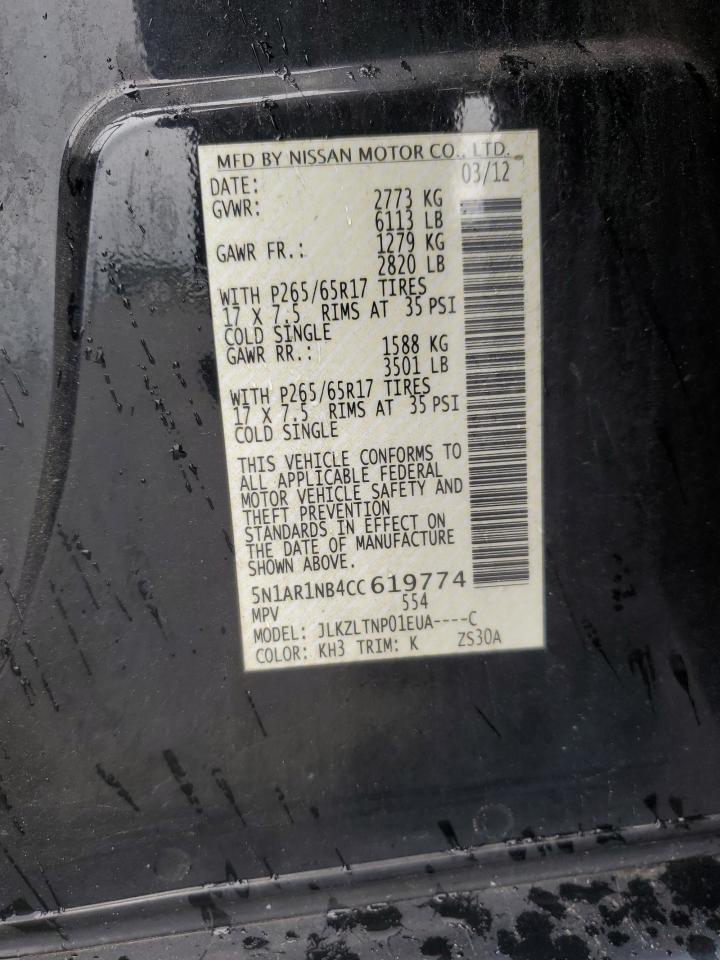 MFD BY NISSAN MOTOR CO., LTD.
DATE: 03/12
GVWR: 2773 KG
6113 LB
GAWR FR.: 1279 KG
2820 LB
WITH P265/65R17 TIRES
17 X 7.5 RIMS AT 35 PSI
COLD SINGLE
GAWR RR.: 1588 KG
3501 LB
WITH P265/65R17 TIRES
17 X 7.5 RIMS AT 35 PSI
COLD SINGLE
THIS VEHICLE CONFORMS TO
ALL APPLICABLE FEDERAL
MOTOR VEHICLE SAFETY AND
THEFT PREVENTION
STANDARDS IN EFFECT ON
THE DATE OF MANUFACTURE
SHOWN ABOVE.
5N1AR1NB4CC619774
MPV 554
MODEL: JLKZLTNP01EUA----C
COLOR: KH3 TRIM: K ZS30A